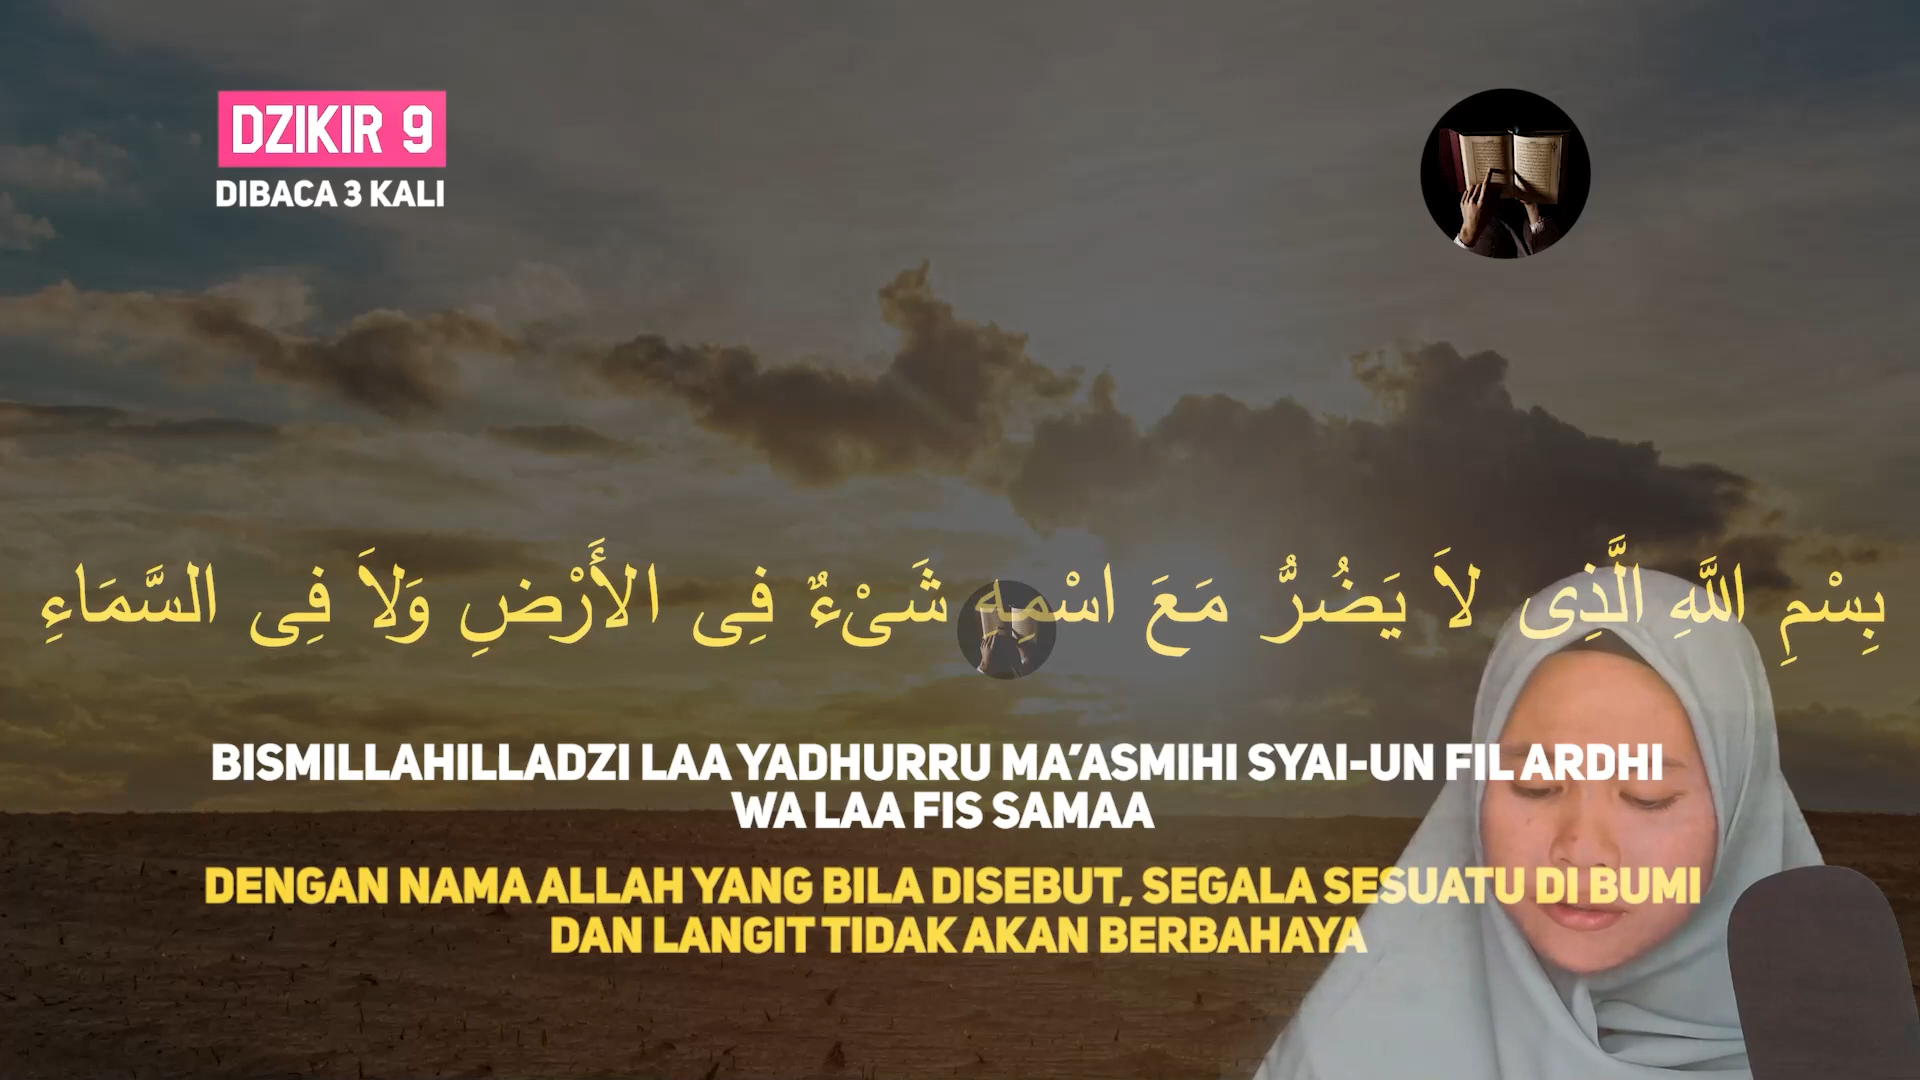 DZIKIR 9
DIBACA 3 KALI
بِسْمِ اللَّهِ الَّذِى لاَ يَضُرُّ مَعَ اسْمِهِ شَىْءٌ فِى الأَرْضِ وَلاَ فِى السَّمَاءِ
BISMILLAHILLADZI LAA YADHURRU MA'ASMIHI SYAI-UN FIL ARDHI
WA LAA FIS SAMAA
DENGAN NAMA ALLAH YANG BILA DISEBUT, SEGALA SESUATU DI BUMI
DAN LANGIT TIDAK AKAN BERBAHAYA